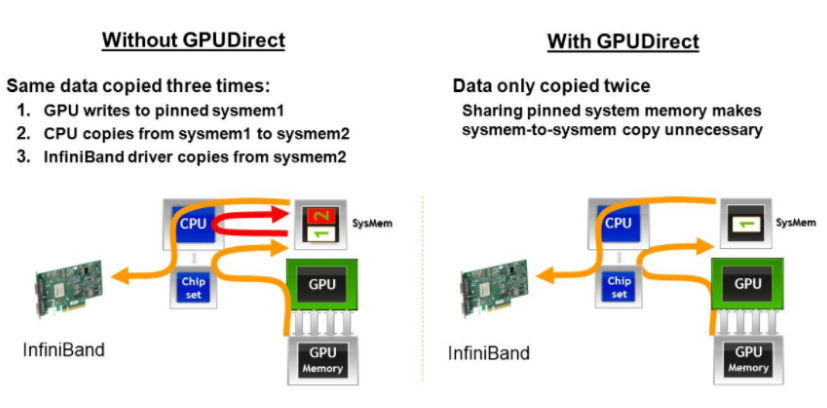 Without GPUDirect
Same data copied three times:
1. GPU writes to pinned sysmem1
2. CPU copies from sysmem1 to sysmem2
3. InfiniBand driver copies from sysmem2
CPU
2
1
SysMem
Chip
set
GPU
GPU
Memory
InfiniBand
With GPUDirect
Data only copied twice
Sharing pinned system memory makes
sysmem-to-sysmem copy unnecessary
CPU
1
SysMem
Chip
set
GPU
GPU
Memory
InfiniBand